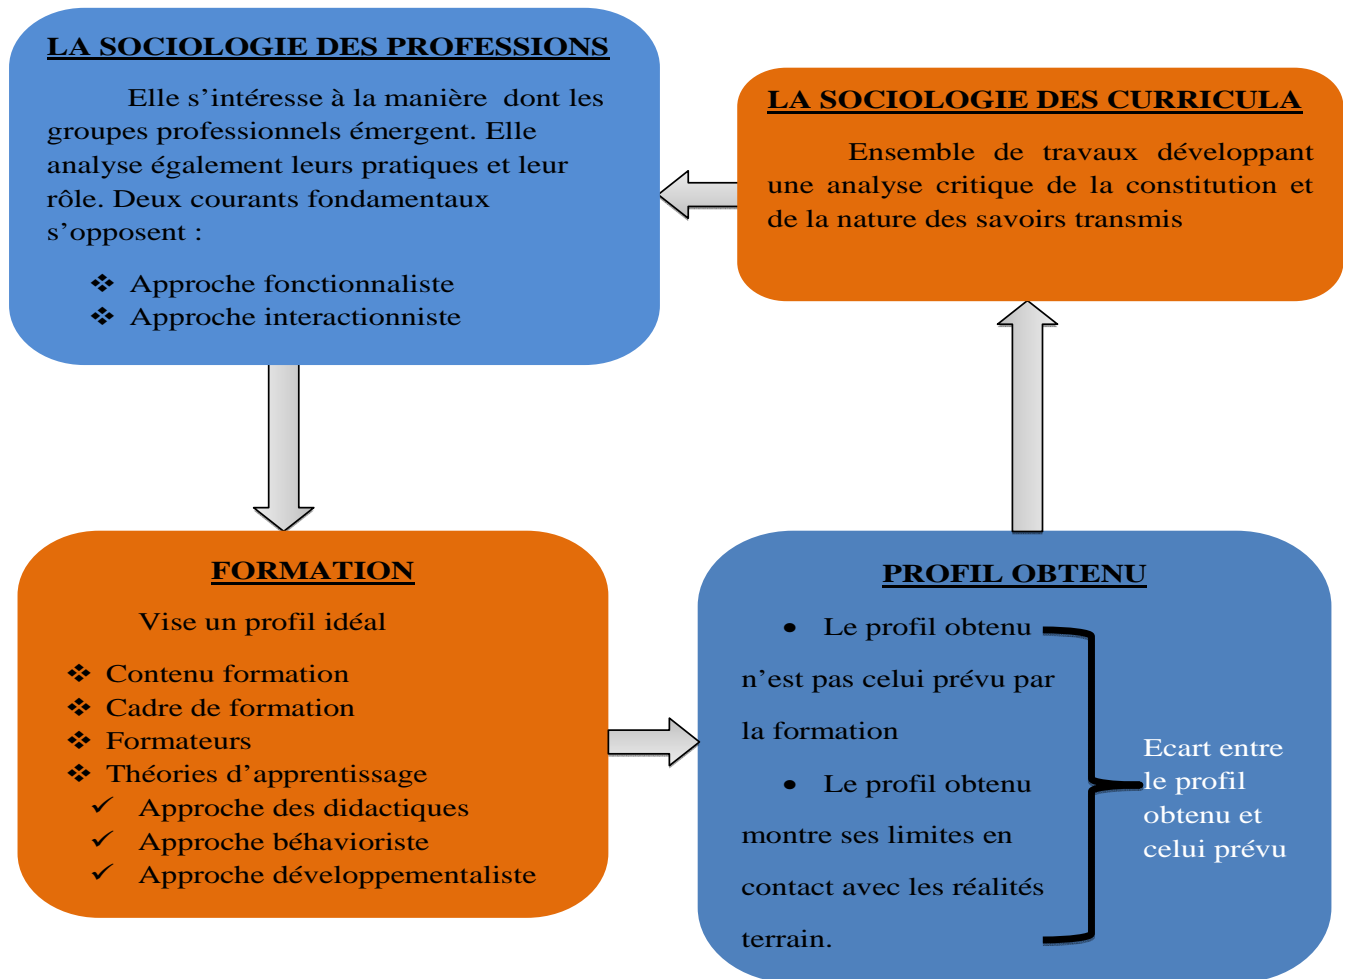 LA SOCIOLOGIE DES PROFESSIONS
Elle s’intéresse à la manière dont les
groupes professionnels émergent. Elle
analyse également leurs pratiques et leur
rôle. Deux courants fondamentaux
s’opposent :
❖ Approche fonctionnaliste
❖ Approche interactionniste
LA SOCIOLOGIE DES CURRICULA
Ensemble de travaux développant
une analyse critique de la constitution et
de la nature des savoirs transmis
FORMATION
Vise un profil idéal
❖ Contenu formation
❖ Cadre de formation
❖ Formateurs
❖ Théories d’apprentissage
✓ Approche des didactiques
✓ Approche béhavioriste
✓ Approche développementaliste
PROFIL OBTENU
• Le profil obtenu
n’est pas celui prévu par
la formation
• Le profil obtenu
montre ses limites en
contact avec les réalités
terrain.
Ecart entre
le profil
obtenu et
celui prévu